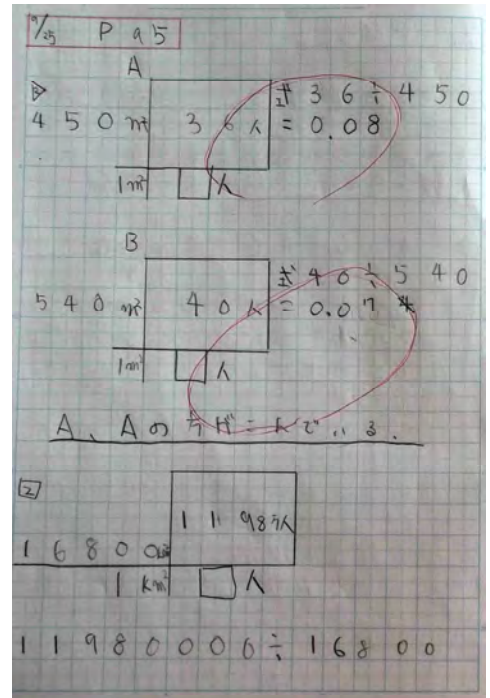 9/25 P95
A
1
450m² 36人 式 36÷450
= 0.08
1m² □人
B
540m² 40人 式 40÷540
= 0.07
1m² □人
A、Aの方がこんでいる.
2
1198万人
16800km²
1km² □人
11980000÷16800